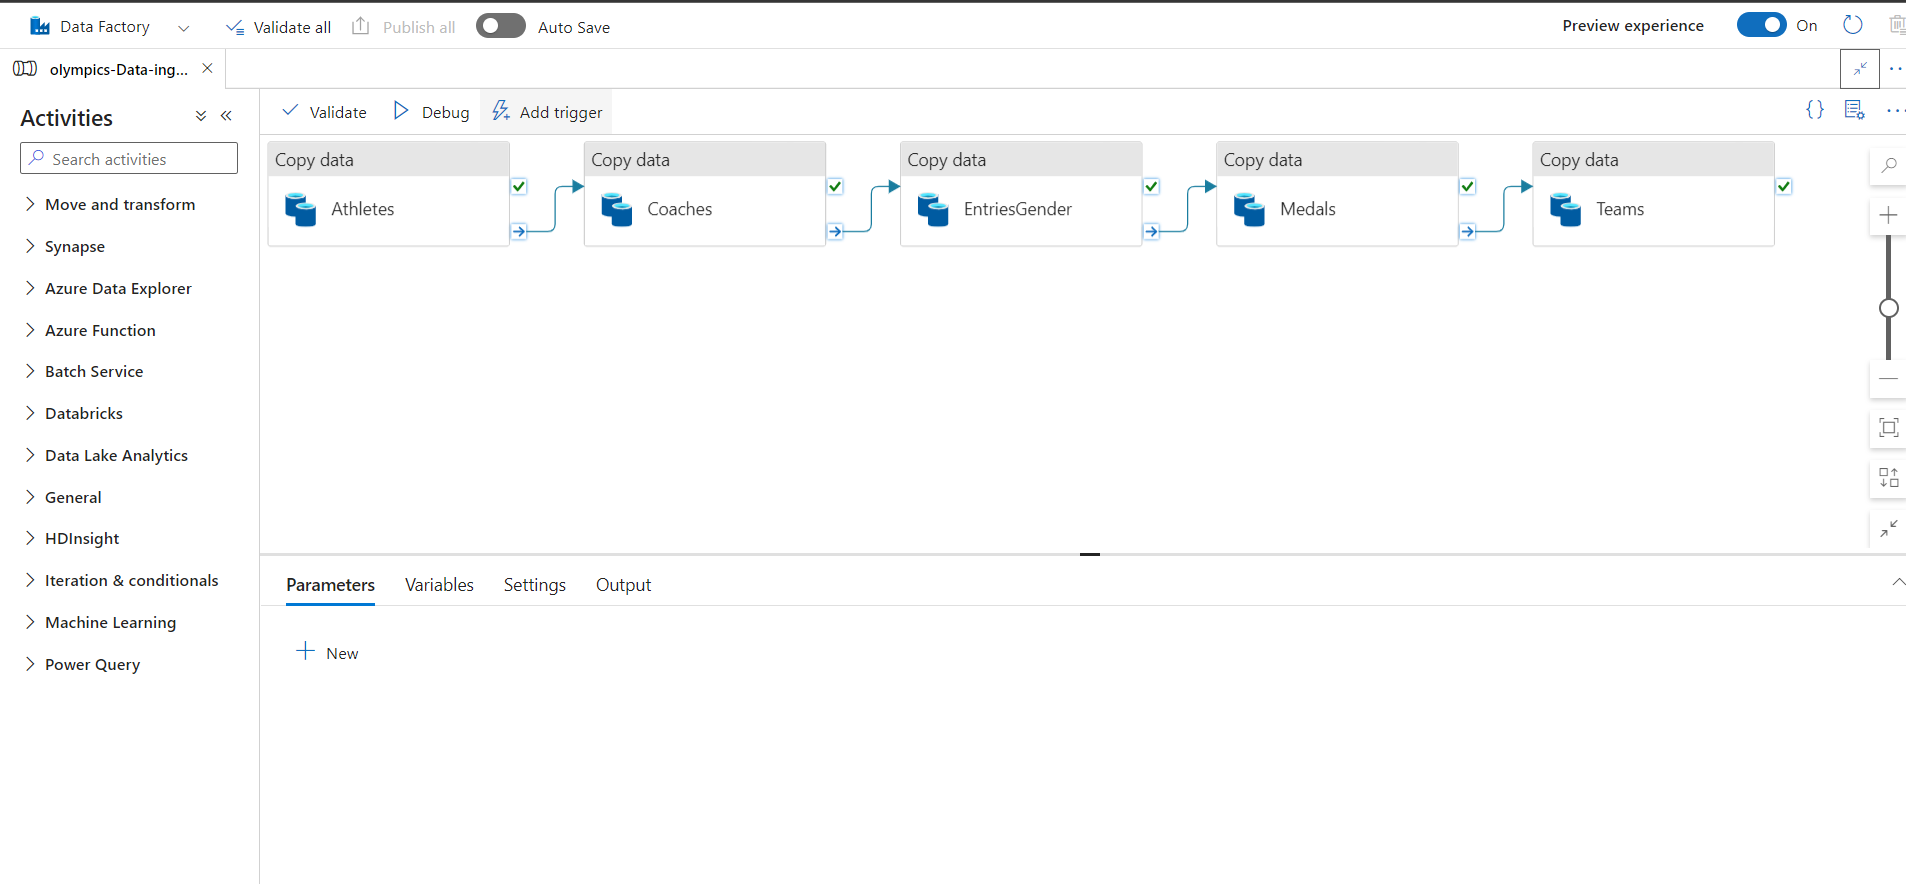 Data Factory
Validate all
Publish all
Auto Save
Preview experience
On
olympics-Data-ing...
Activities
Search activities
Move and transform
Synapse
Azure Data Explorer
Azure Function
Batch Service
Databricks
Data Lake Analytics
General
HDInsight
Iteration & conditionals
Machine Learning
Power Query
Validate
Debug
Add trigger
{}
Copy data
Athletes
Copy data
Coaches
Copy data
EntriesGender
Copy data
Medals
Copy data
Teams
Parameters
Variables
Settings
Output
New